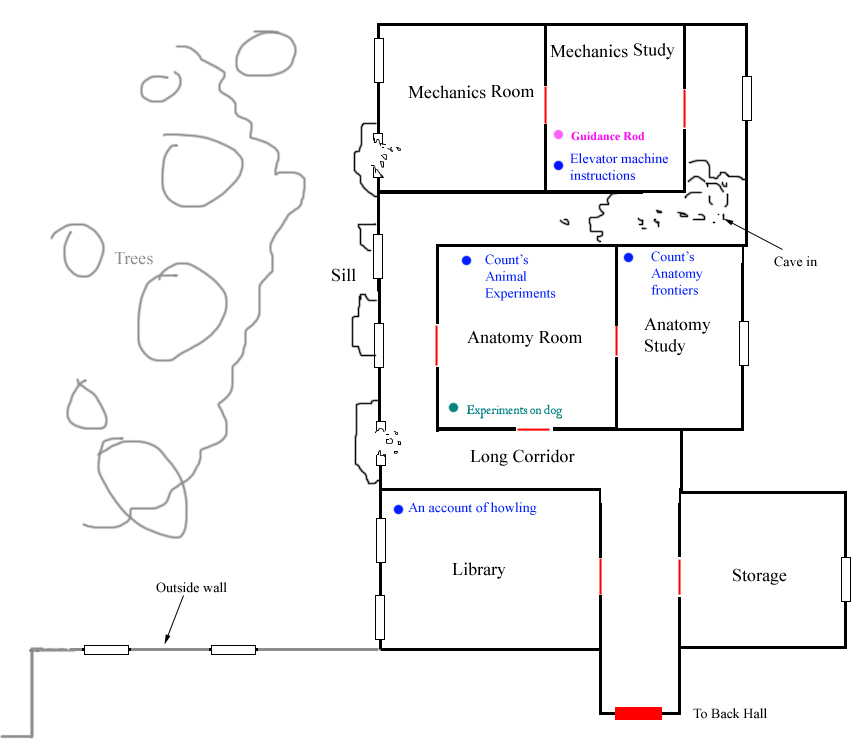 Mechanics Study
Mechanics Room
Guidance Rod
Elevator machine
instructions
Trees
Sill
Cave in
Count's
Animal
Experiments
Count's
Anatomy
frontiers
Anatomy Room
Anatomy
Study
Experiments on dog
Long Corridor
An account of howling
Library
Storage
Outside wall
To Back Hall